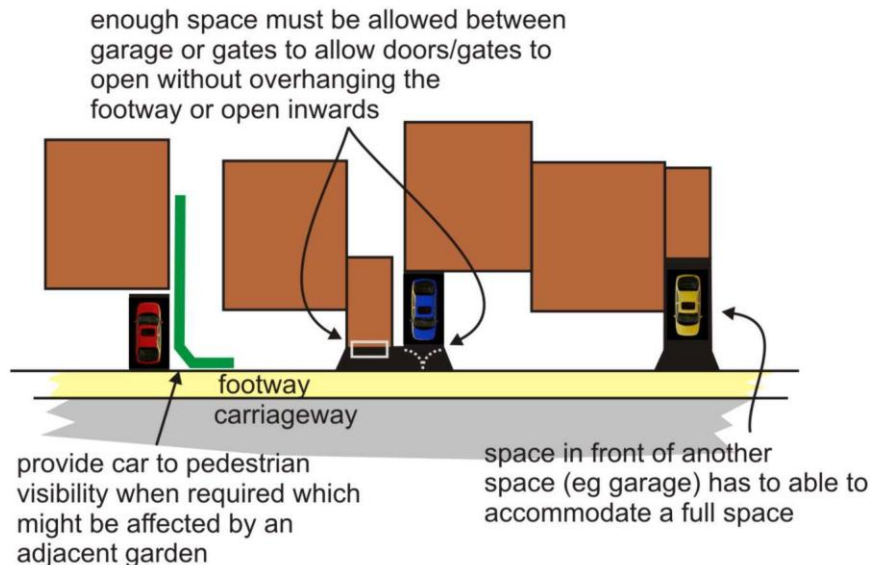 enough space must be allowed between
garage or gates to allow doors/gates to
open without overhanging the
footway or open inwards
footway
carriageway
provide car to pedestrian
visibility when required which
might be affected by an
adjacent garden
space in front of another
space (eg garage) has to able to
accommodate a full space